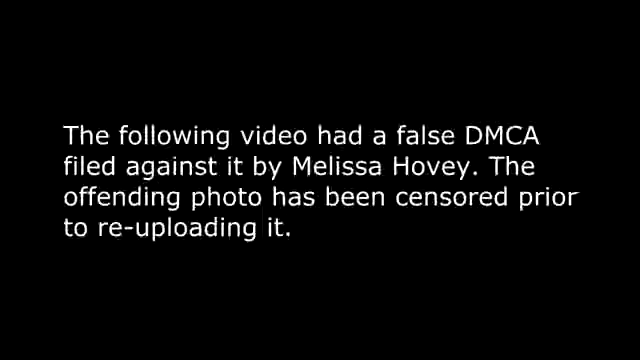 The following video had a false DMCA
filed against it by Melissa Hovey. The
offending photo has been censored prior
to re-uploading it.